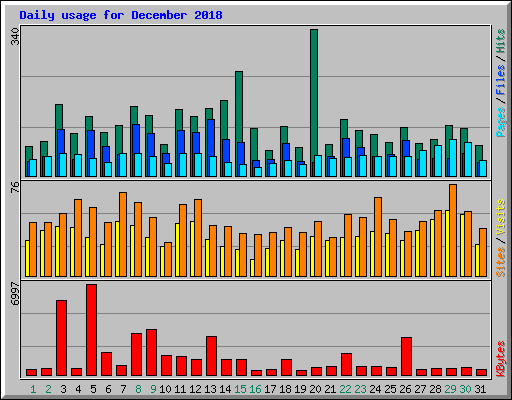 Daily usage for December 2018
340
Pages / Files / Hits
76
Sites / Visits
6997
KBytes
1 2 3 4 5 6 7 8 9 10 11 12 13 14 15 16 17 18 19 20 21 22 23 24 25 26 27 28 29 30 31